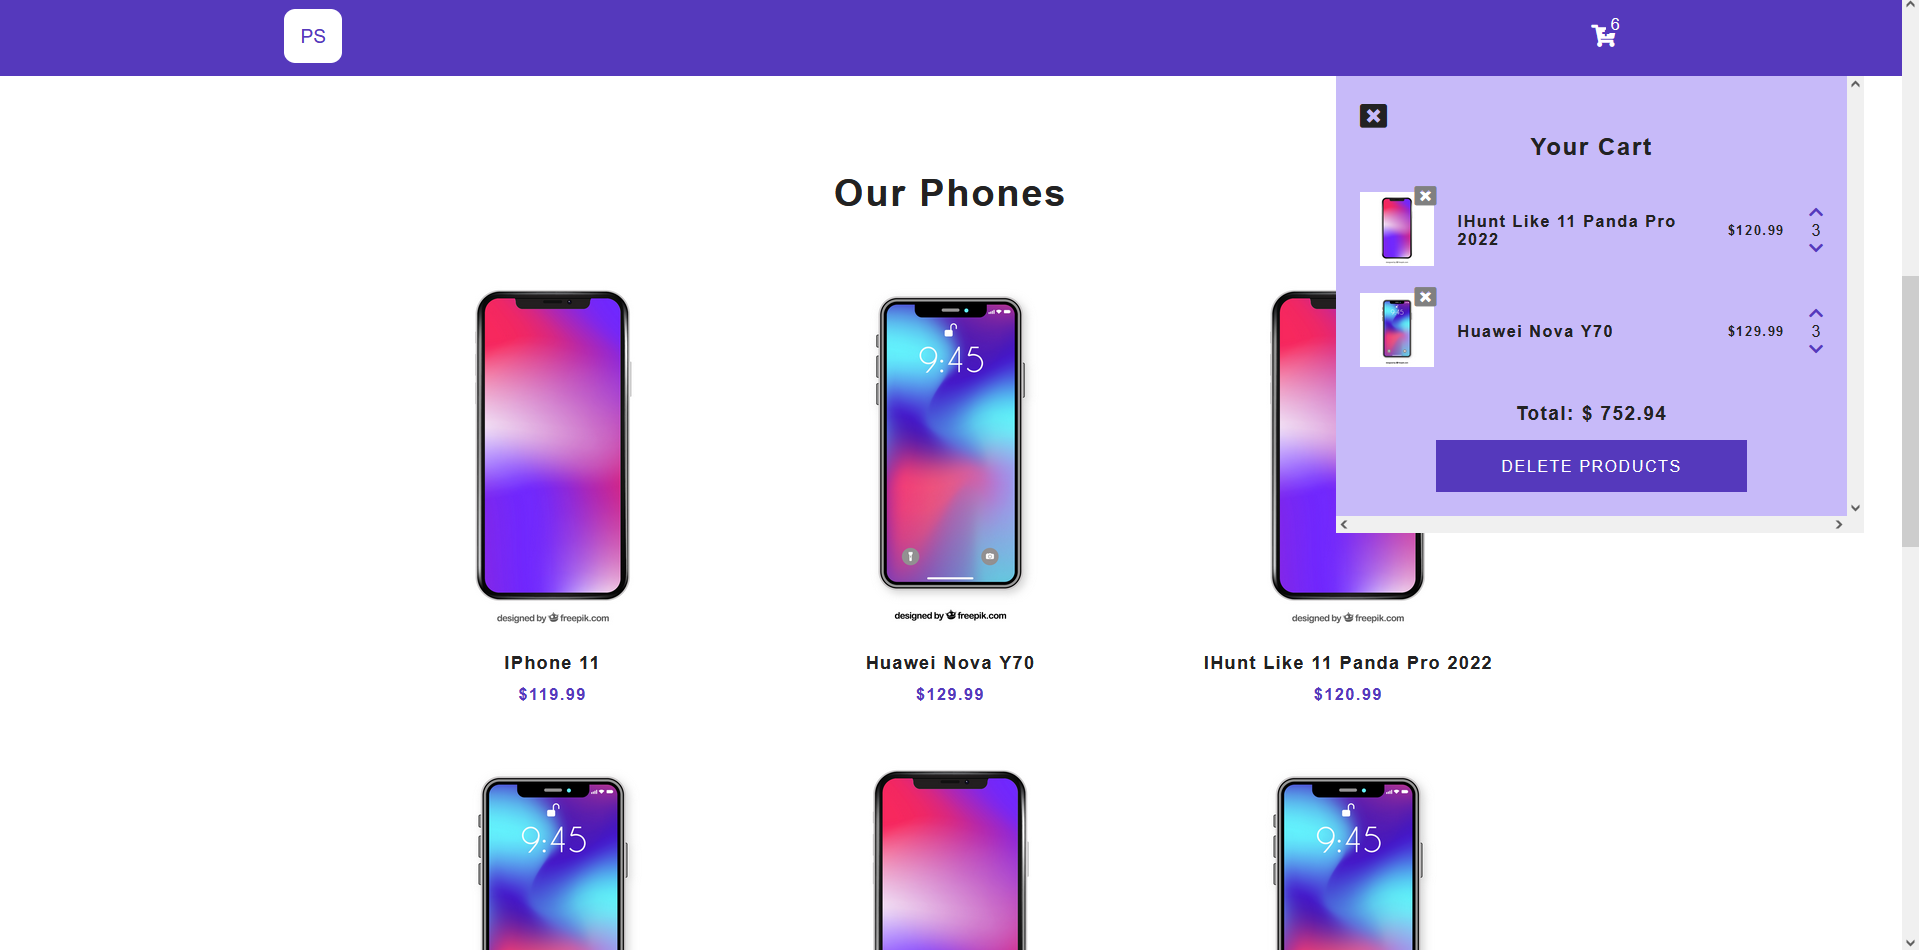 PS
6
Your Cart
IHunt Like 11 Panda Pro
2022
$120.99
3
Huawei Nova Y70
$129.99
3
Total: $ 752.94
DELETE PRODUCTS
Our Phones
9:45
designed by freepik.com
designed by freepik.com
designed by freepik.com
IPhone 11
Huawei Nova Y70
IHunt Like 11 Panda Pro 2022
$119.99
$129.99
$120.99
9:45
9:45